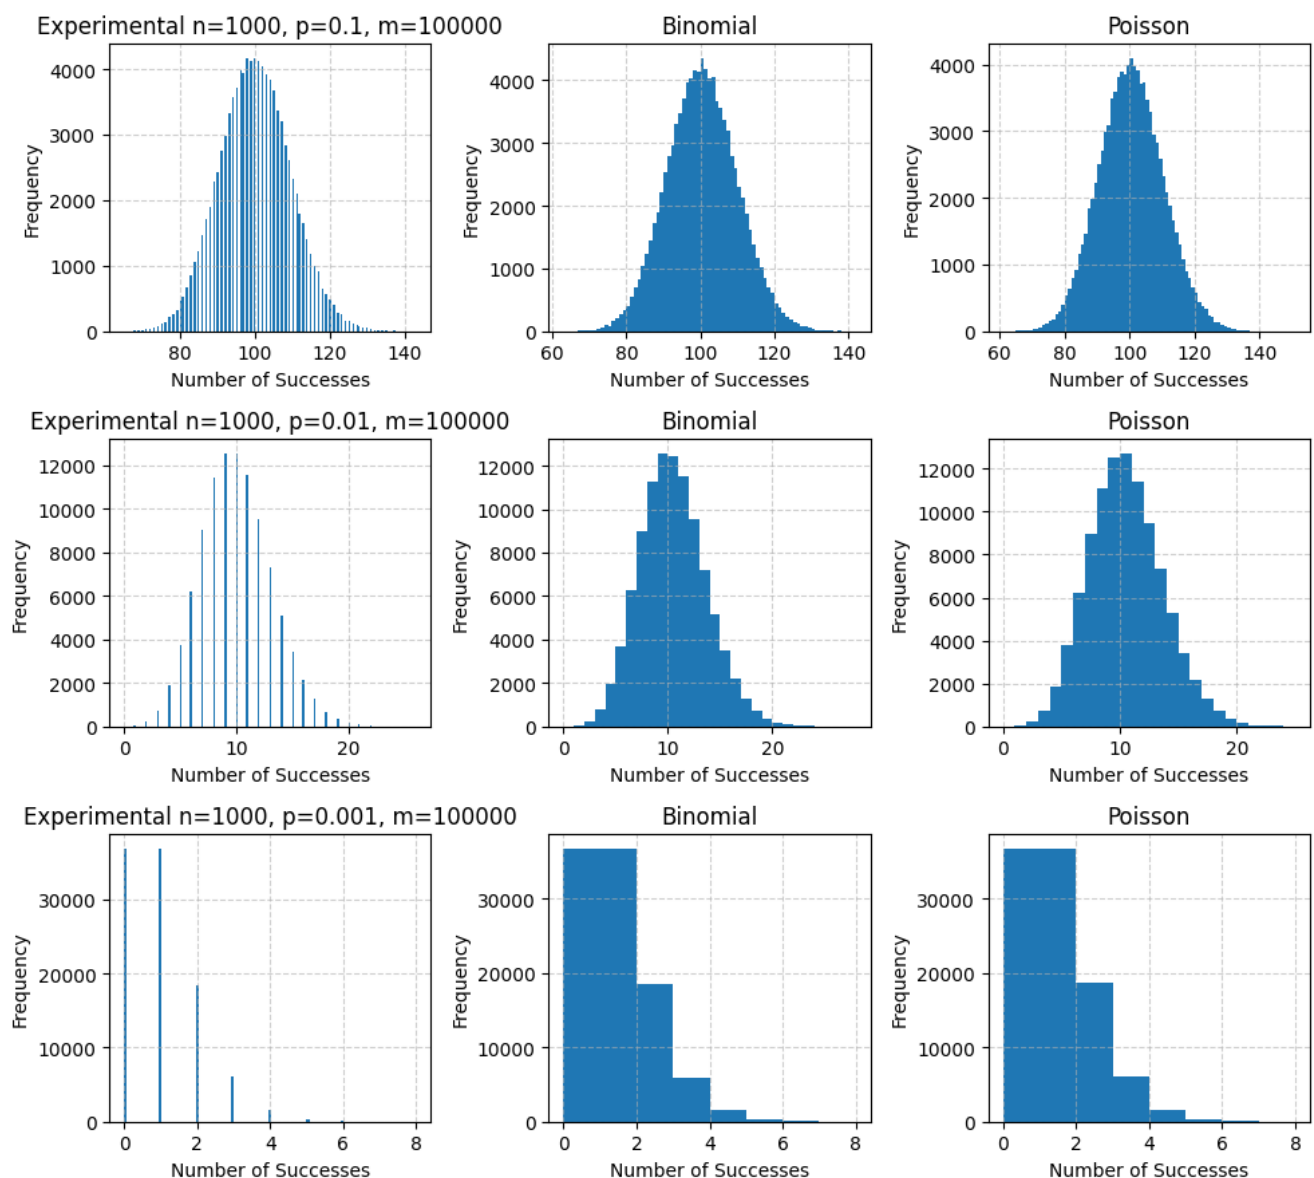 Experimental n=1000, p=0.1, m=100000
Binomial
Poisson
Frequency
4000
3000
2000
1000
0
80 100 120 140
Number of Successes
Frequency
4000
3000
2000
1000
0
60 80 100 120 140
Number of Successes
Frequency
4000
3000
2000
1000
0
60 80 100 120 140
Number of Successes
Experimental n=1000, p=0.01, m=100000
Binomial
Poisson
Frequency
12000
10000
8000
6000
4000
2000
0
0 10 20
Number of Successes
Frequency
12000
10000
8000
6000
4000
2000
0
0 10 20
Number of Successes
Frequency
12000
10000
8000
6000
4000
2000
0
0 10 20
Number of Successes
Experimental n=1000, p=0.001, m=100000
Binomial
Poisson
Frequency
30000
20000
10000
0
0 2 4 6 8
Number of Successes
Frequency
30000
20000
10000
0
0 2 4 6 8
Number of Successes
Frequency
30000
20000
10000
0
0 2 4 6 8
Number of Successes